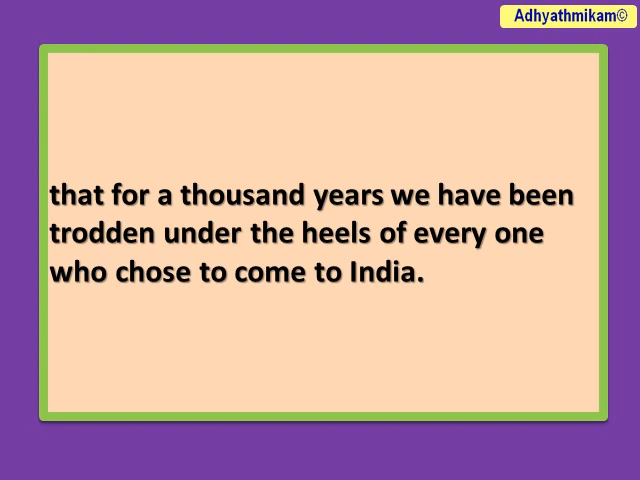 Adhyathmikam©
that for a thousand years we have been
trodden under the heels of every one
who chose to come to India.